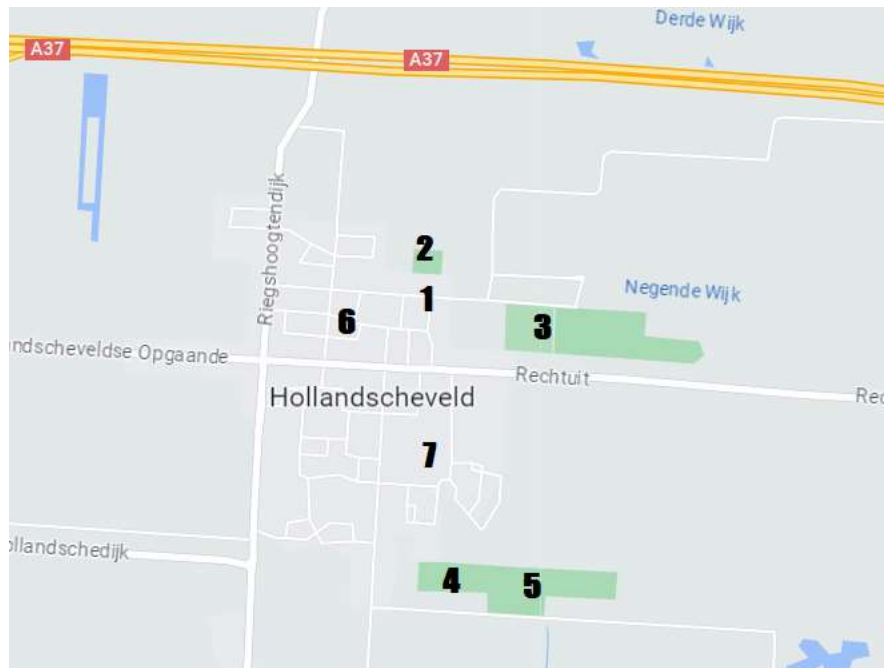 Derde Wijk
A37
A37
Riegshoogtendijk
2
1
Negende Wijk
6
3
andscheveldse Opgaande
Rechtuit
Rec
Hollandscheveld
7
ollandschedijk
4
5